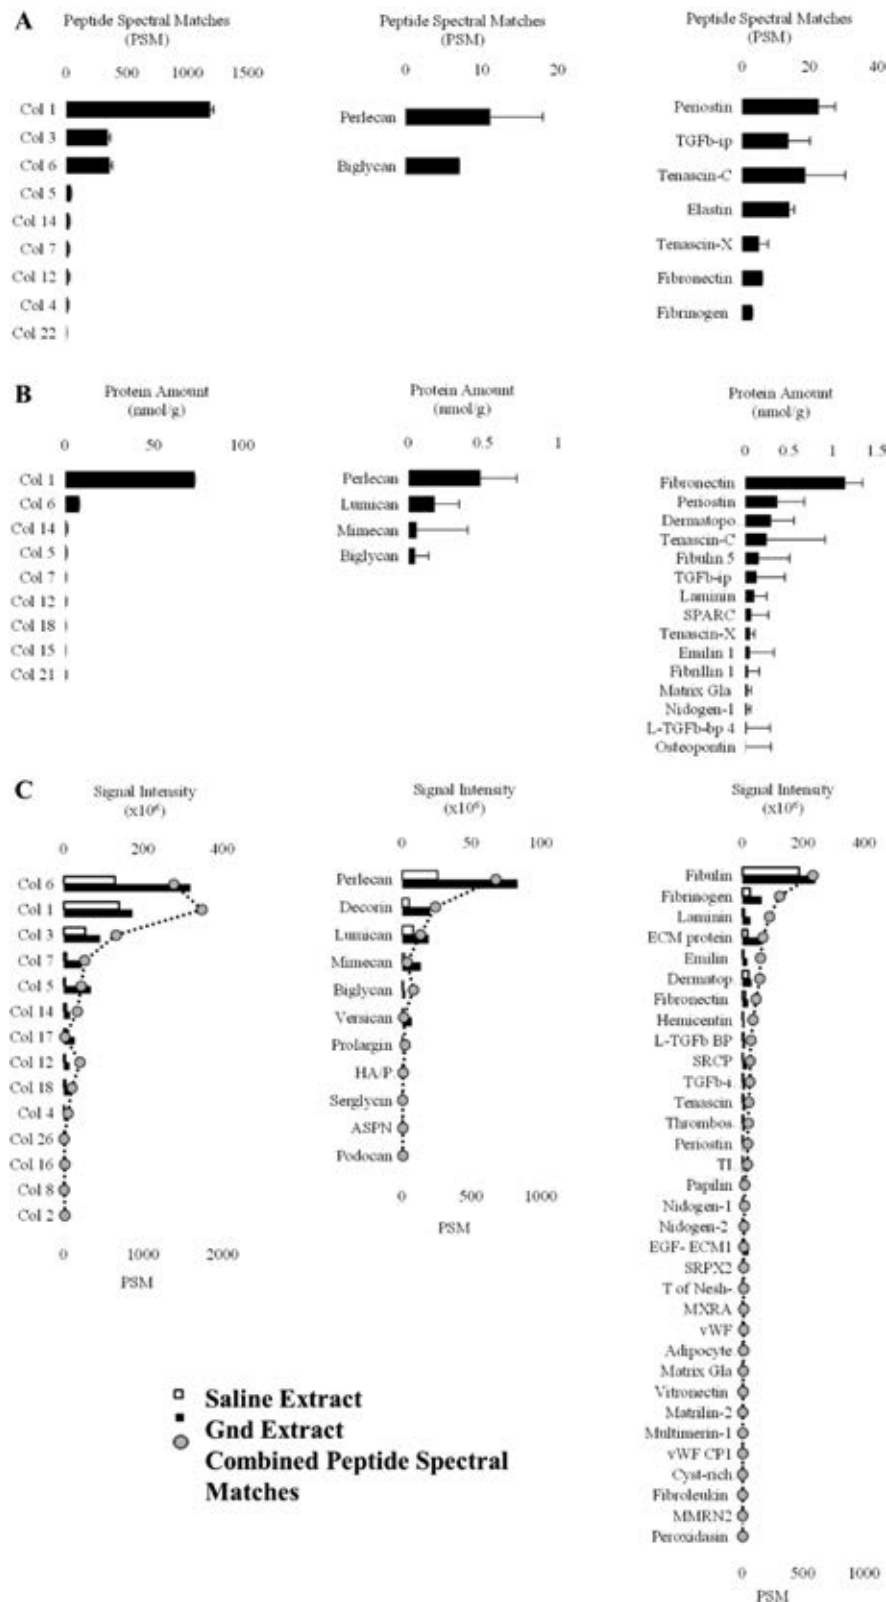 A
Peptide Spectral Matches
(PSM)
0 500 1000 1500
Col 1
Col 3
Col 6
Col 5
Col 14
Col 7
Col 12
Col 4
Col 22
Peptide Spectral Matches
(PSM)
0 10 20
Perlecan
Biglycan
Peptide Spectral Matches
(PSM)
0 20 40
Periostin
TGFb-ip
Tenascin-C
Elastin
Tenascin-X
Fibronectin
Fibrinogen
B
Protein Amount
(nmol/g)
0 50 100
Col 1
Col 6
Col 14
Col 5
Col 7
Col 12
Col 18
Col 15
Col 21
Protein Amount
(nmol/g)
0 0.5 1
Perlecan
Lumican
Mimecan
Biglycan
Protein Amount
(nmol/g)
0 0.5 1 1.5
Fibronectin
Periostin
Dermatopo
Tenascin-C
Fibulin 5
TGFb-ip
Laminin
SPARC
Tenascin-X
Emilin 1
Fibrillin 1
Matrix Gla
Nidogen-1
L-TGFb-bp 4
Osteopontin
C
Signal Intensity
(x10⁶)
0 200 400
Col 6
Col 1
Col 3
Col 7
Col 5
Col 14
Col 17
Col 12
Col 18
Col 4
Col 26
Col 16
Col 8
Col 2
0 1000 2000
PSM
Signal Intensity
(x10⁶)
0 50 100
Perlecan
Decorin
Lumican
Mimecan
Biglycan
Versican
Prolargin
HA/P
Serglycin
ASPN
Podocan
0 500 1000
PSM
Signal Intensity
(x10⁶)
0 200 400
Fibulin
Fibrinogen
Laminin
ECM protein
Emilin
Dermatop
Fibronectin
Hemicentin
L-TGFb BP
SRCP
TGFb-i
Tenascin
Thrombos
Periostin
TI
Papilin
Nidogen-1
Nidogen-2
EGF- ECM1
SRPX2
T of Nesh-
MXRA
vWF
Adipocyte
Matrix Gla
Vitronectin
Matrilin-2
Multimerin-1
vWF CP1
Cyst-rich
Fibroleukin
MMRN2
Peroxidasin
0 500 1000
PSM
Saline Extract
Gnd Extract
Combined Peptide Spectral
Matches